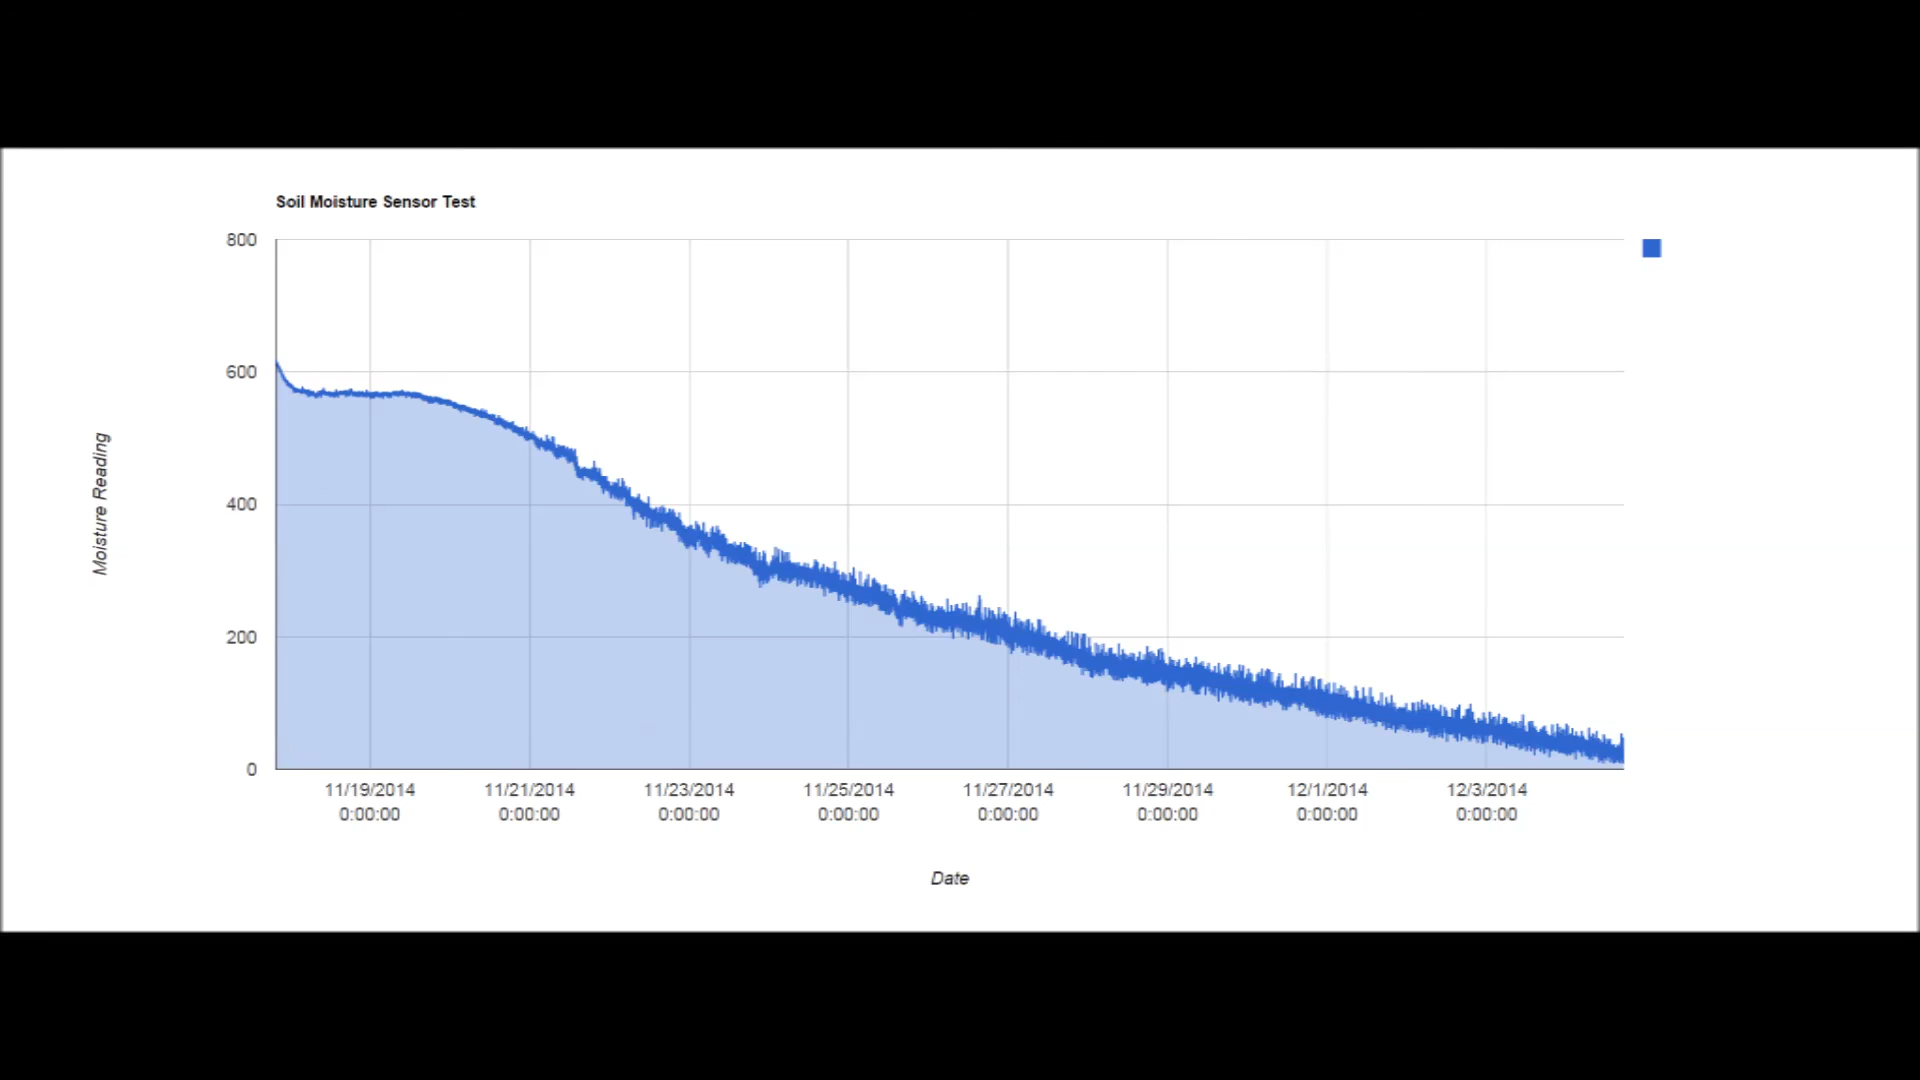 Soil Moisture Sensor Test
800
600
400
200
0
Moisture Reading
11/19/2014 11/21/2014 11/23/2014 11/25/2014 11/27/2014 11/29/2014 12/1/2014 12/3/2014
0:00:00 0:00:00 0:00:00 0:00:00 0:00:00 0:00:00 0:00:00 0:00:00
Date